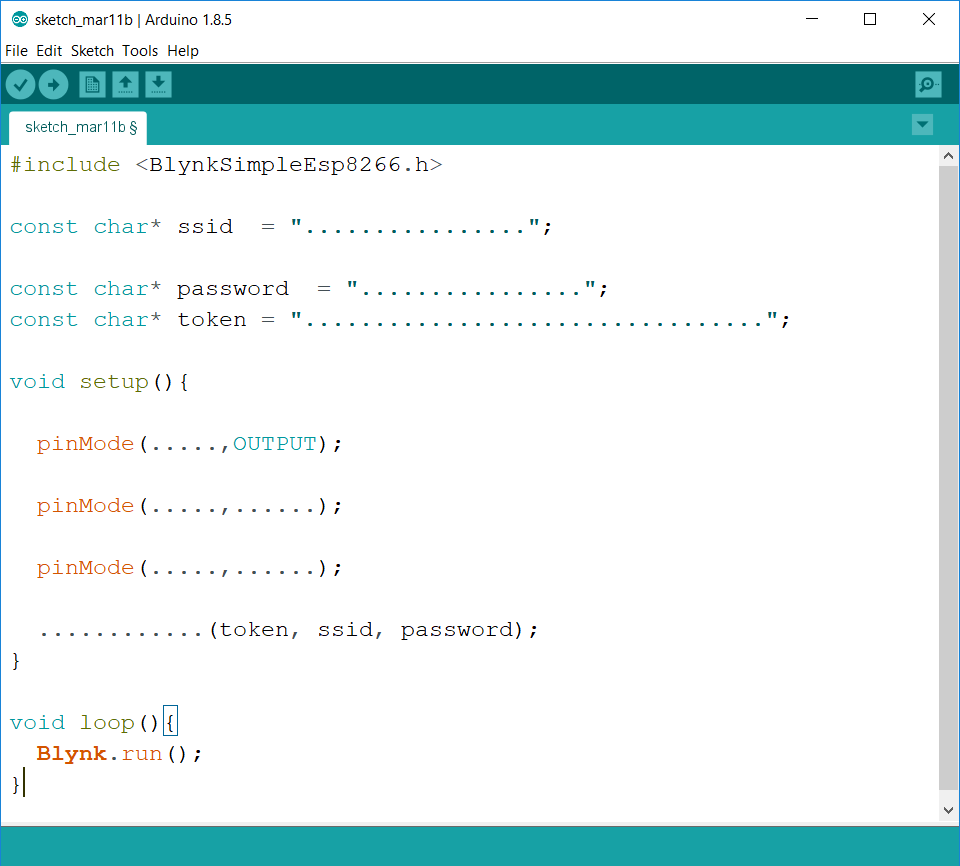 sketch_mar11b | Arduino 1.8.5
File Edit Sketch Tools Help
sketch_mar11b §
#include <BlynkSimpleEsp8266.h>
const char* ssid  = "................";
const char* password  = "................";
const char* token = ".................................";
void setup(){
  pinMode(.....,OUTPUT);
  pinMode(.....,......);
  pinMode(.....,......);
  ............(token, ssid, password);
}
void loop(){
  Blynk.run();
}